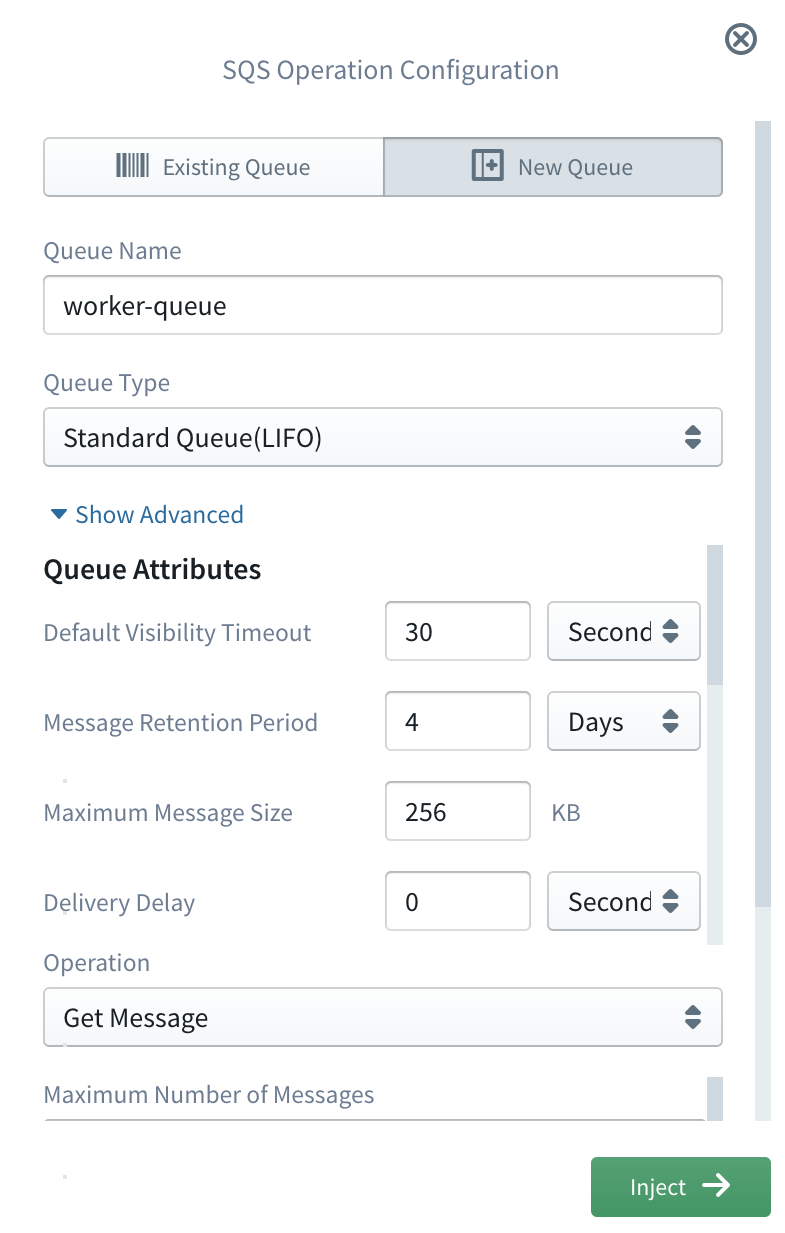 SQS Operation Configuration
Existing Queue New Queue
Queue Name
worker-queue
Queue Type
Standard Queue(LIFO)
Show Advanced
Queue Attributes
Default Visibility Timeout 30 Second
Message Retention Period 4 Days
Maximum Message Size 256 KB
Delivery Delay 0 Second
Operation
Get Message
Maximum Number of Messages
Inject